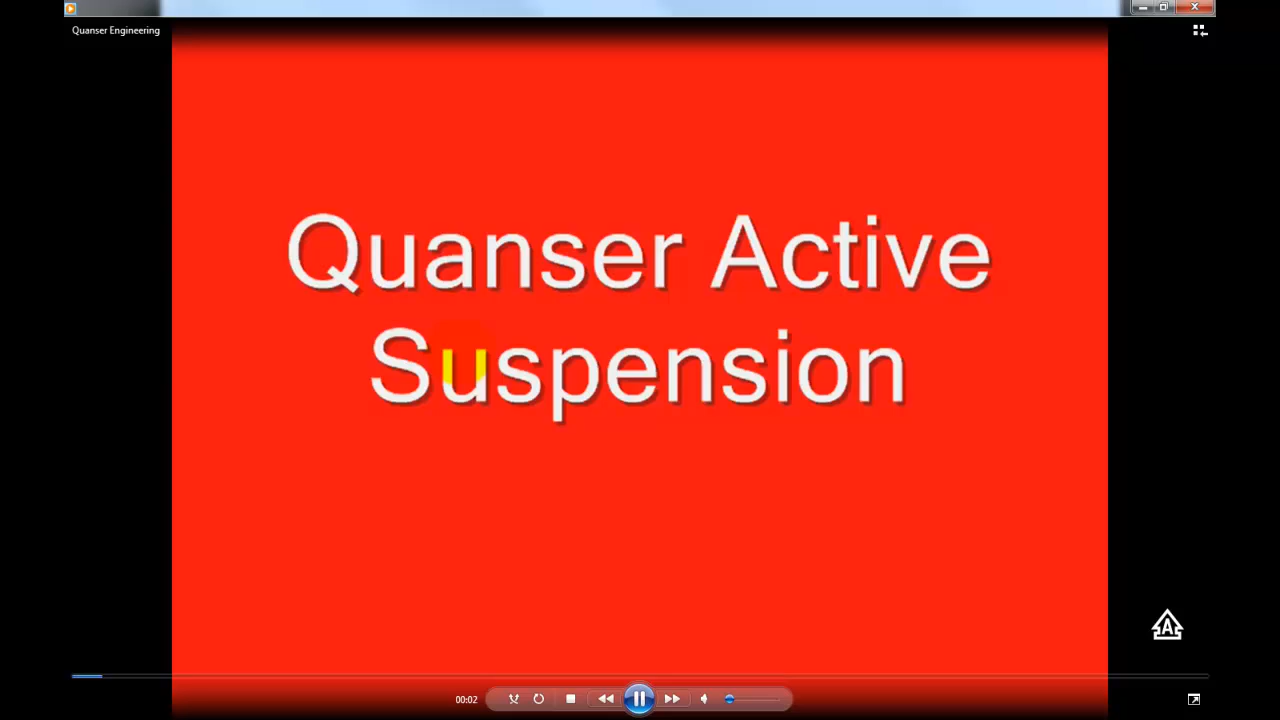 Quanser Engineering
Quanser Active
Suspension
A
00:02